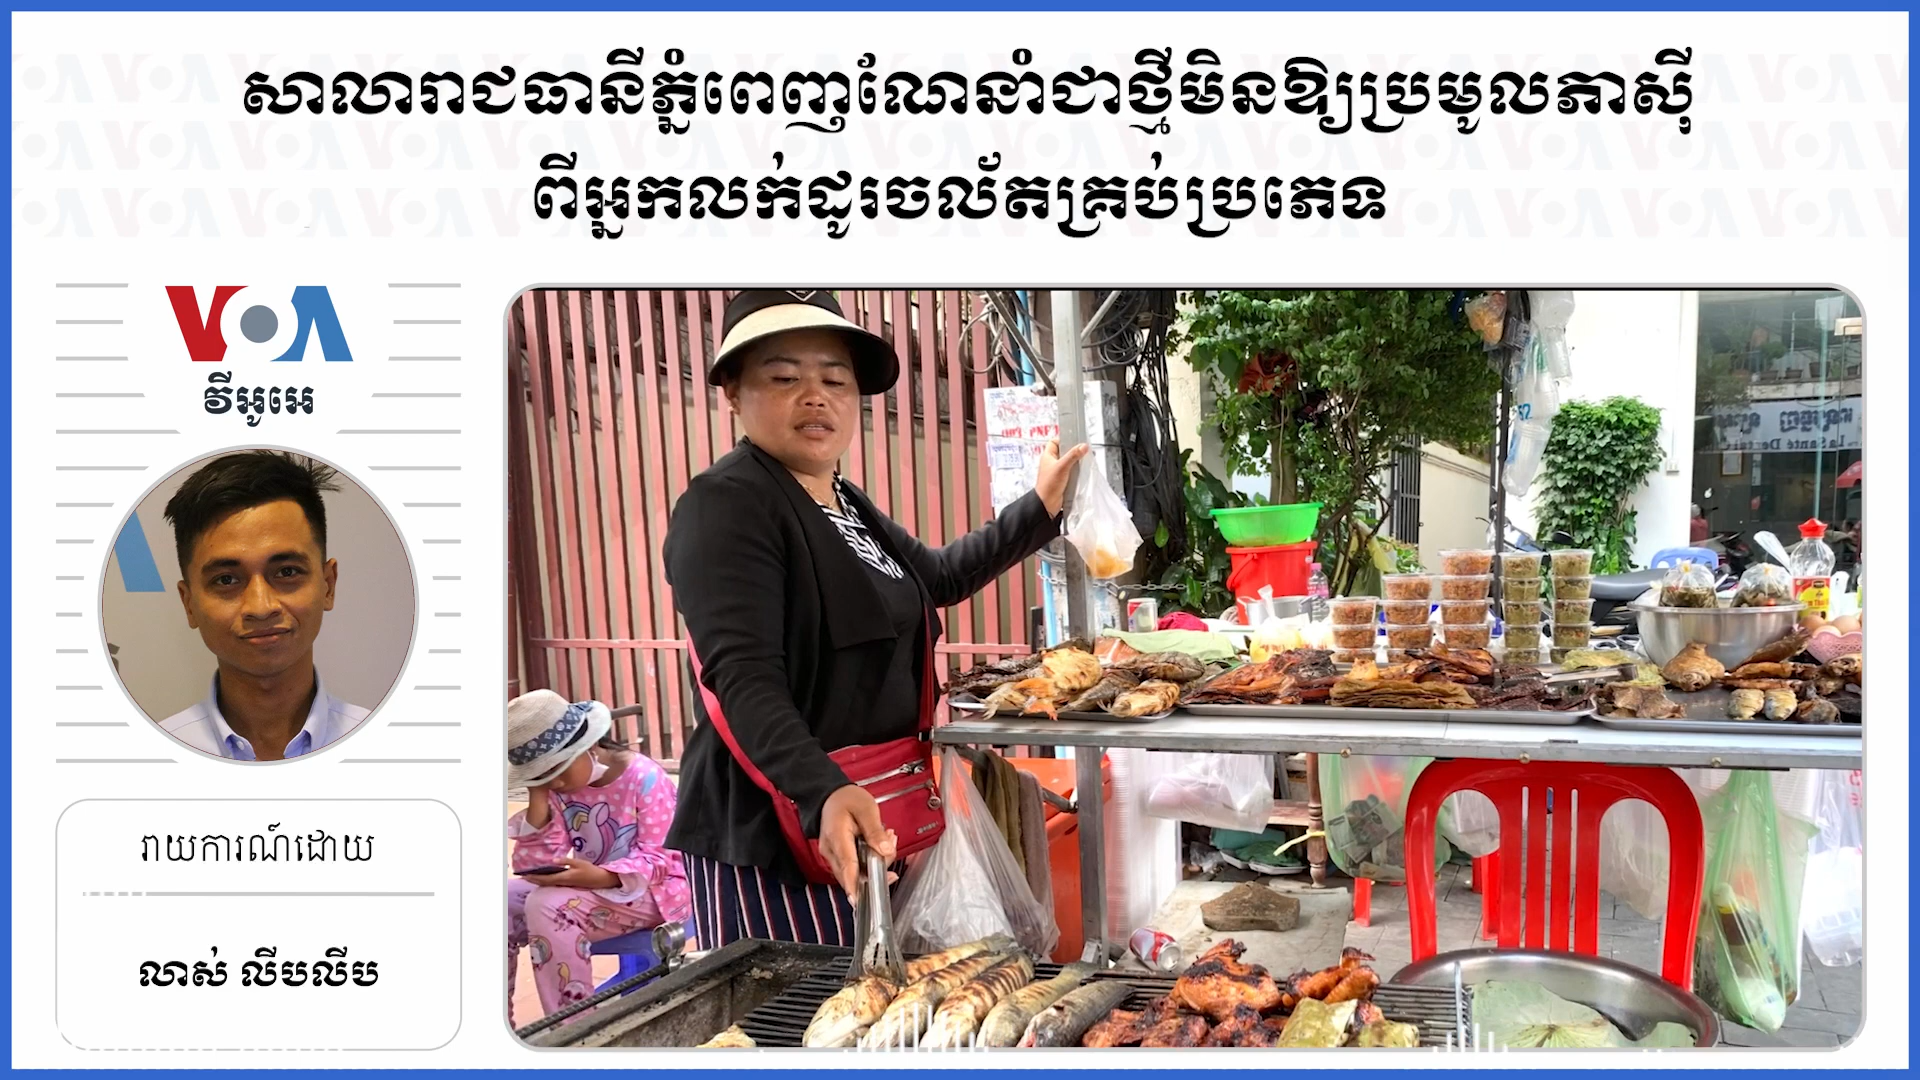 សាលារាជធានីភ្នំពេញណែនាំជាថ្មីមិនឱ្យប្រមូលភាស៊ី
ពីអ្នកលក់ដូរចល័តគ្រប់ប្រភេទ
VOA
វីអូអេ
រាយការណ៍ដោយ
លាស់ លីបលីប